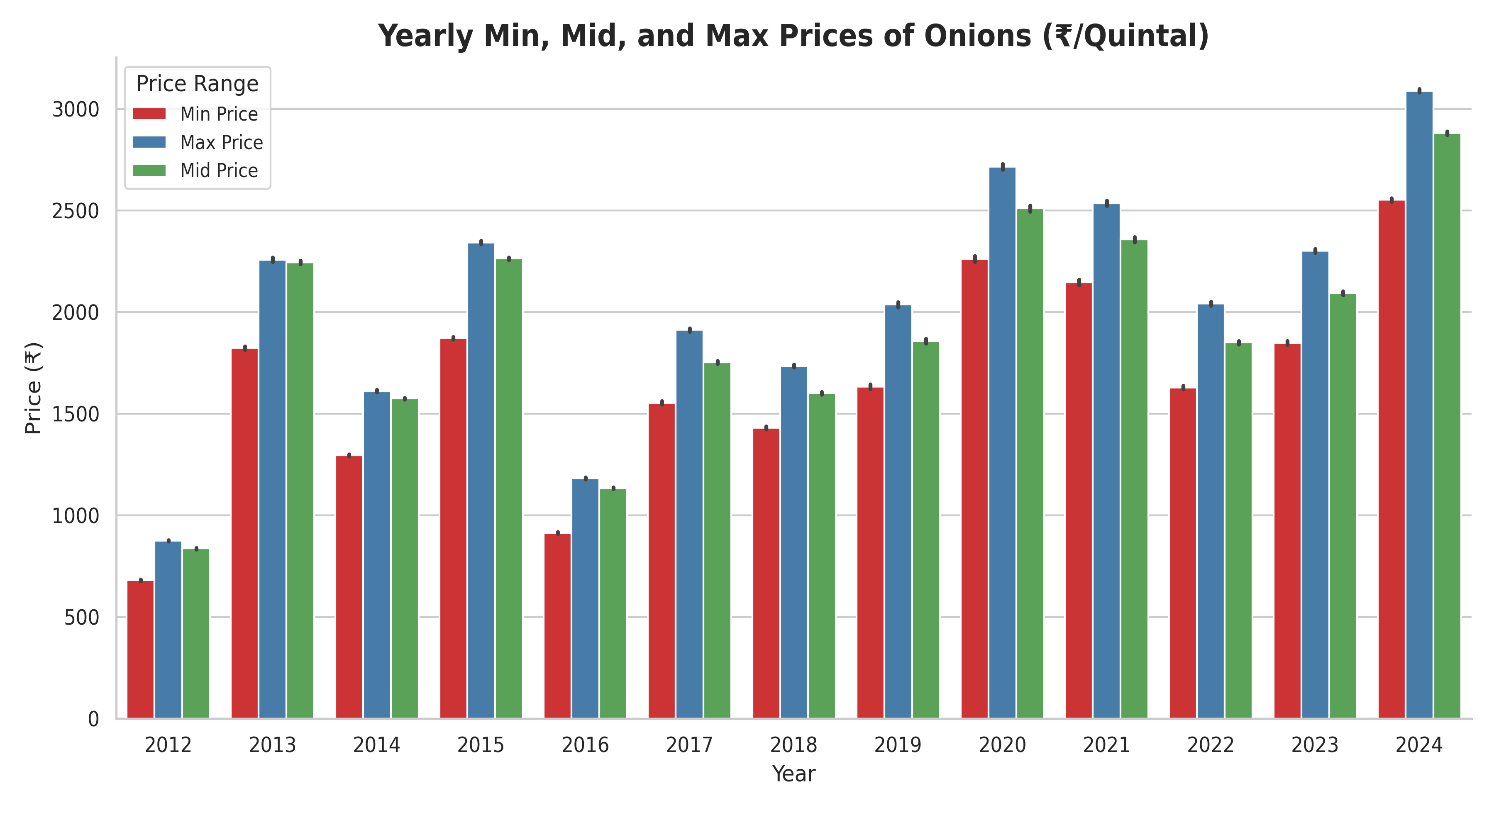 Yearly Min, Mid, and Max Prices of Onions (₹/Quintal)
Price Range
Min Price
Max Price
Mid Price
3000
2500
2000
1500
1000
500
0
Price (₹)
2012 2013 2014 2015 2016 2017 2018 2019 2020 2021 2022 2023 2024
Year